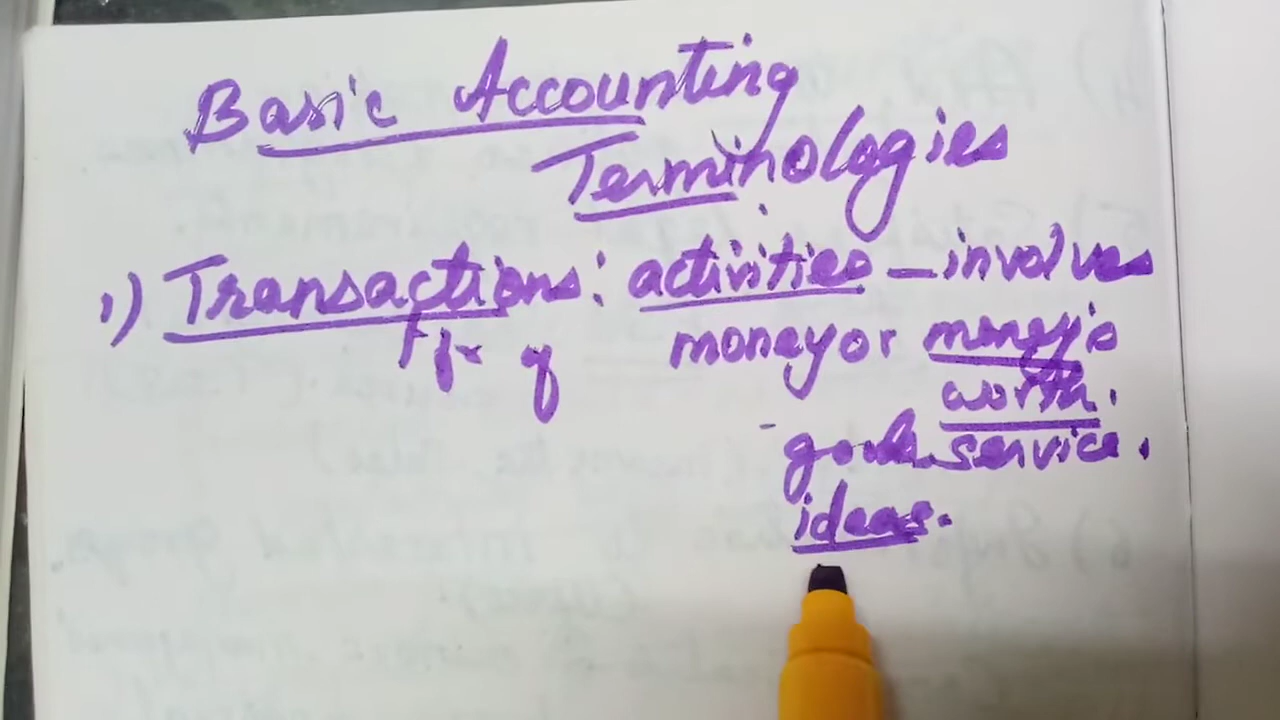 Basic Accounting
Terminologies
1) Transactions: activities - involves
money or money's
worth.
- goods. service.
ideas.